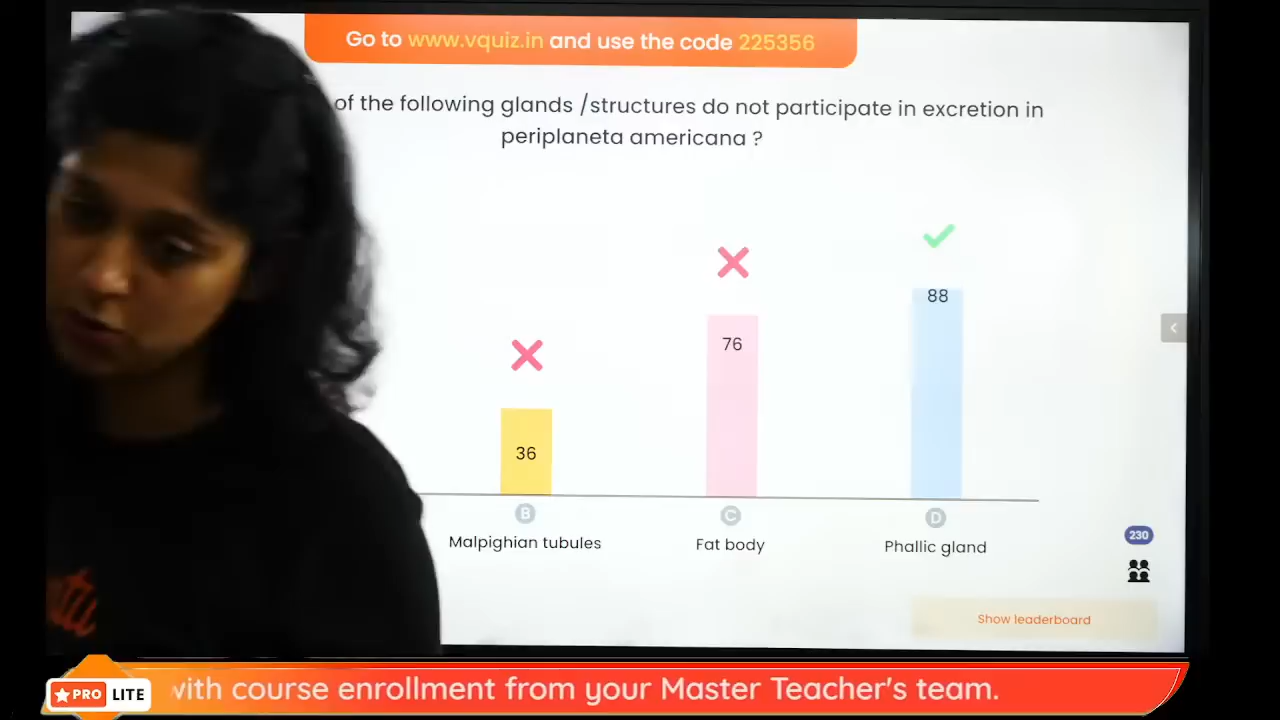 Go to www.vquiz.in and use the code 225356
of the following glands /structures do not participate in excretion in
periplaneta americana ?
88
76
36
B
C
D
Malpighian tubules
Fat body
Phallic gland
230
Show leaderboard
PRO LITE
with course enrollment from your Master Teacher's team.